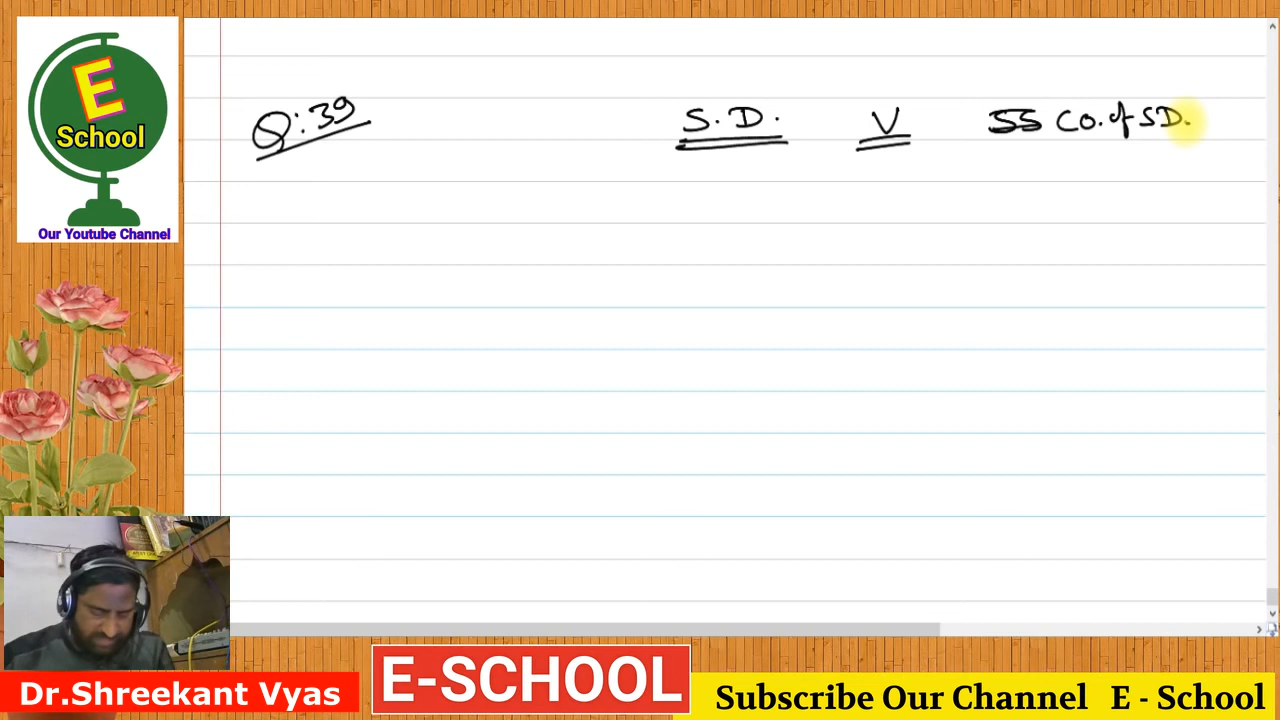 E
School
Our Youtube Channel
Q:39 S.D. V SS Co. of SD.
Dr.Shreekant Vyas
E-SCHOOL
Subscribe Our Channel E - School